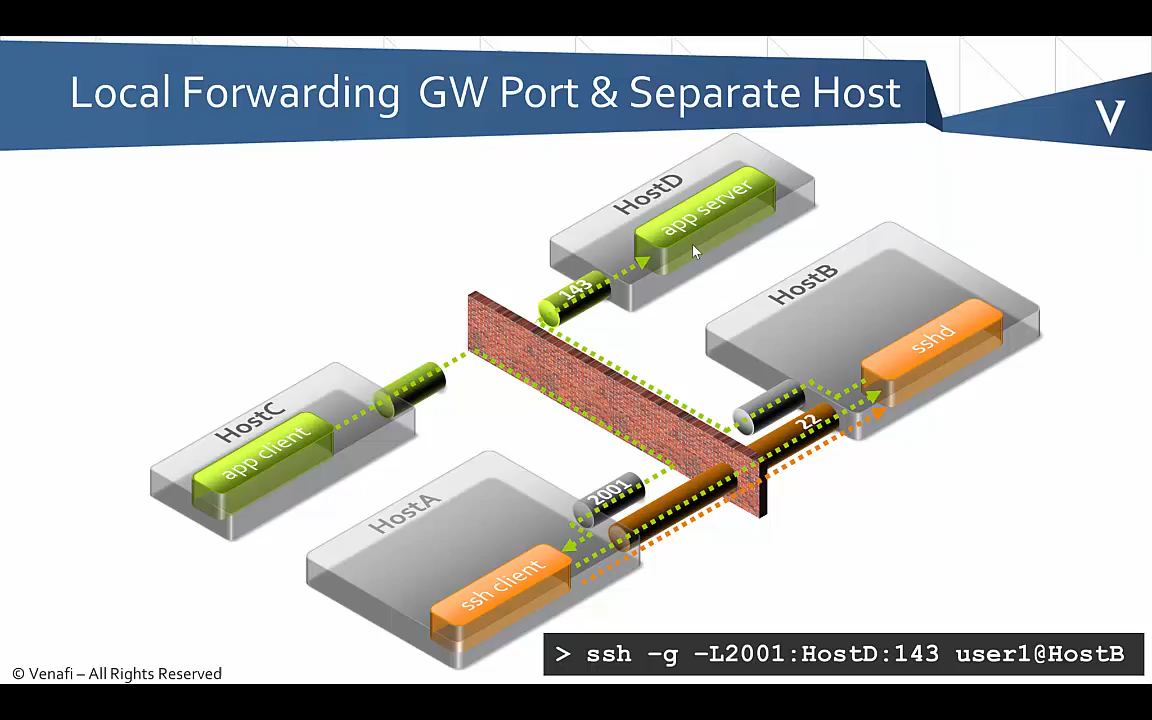 Local Forwarding GW Port & Separate Host
V
HostD
app server
143
HostB
sshd
22
HostC
app client
HostA
2001
ssh client
> ssh –g –L2001:HostD:143 user1@HostB
© Venafi – All Rights Reserved